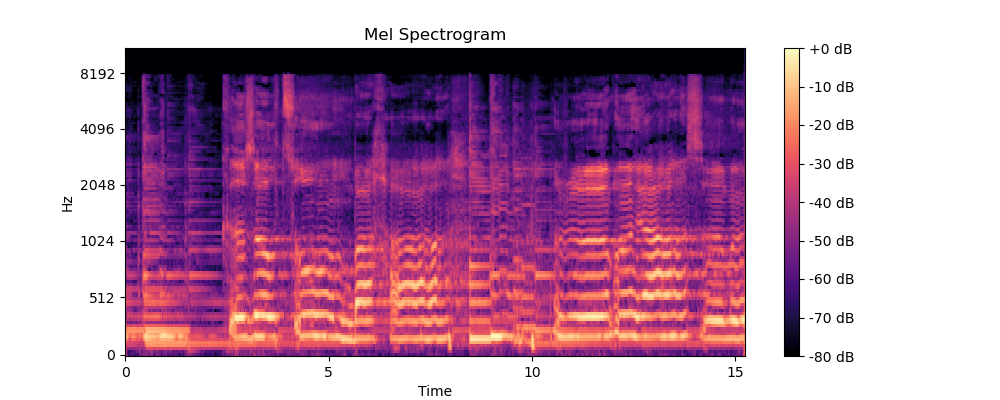 Mel Spectrogram
Hz
8192
4096
2048
1024
512
0
0 5 10 15
Time
+0 dB
-10 dB
-20 dB
-30 dB
-40 dB
-50 dB
-60 dB
-70 dB
-80 dB